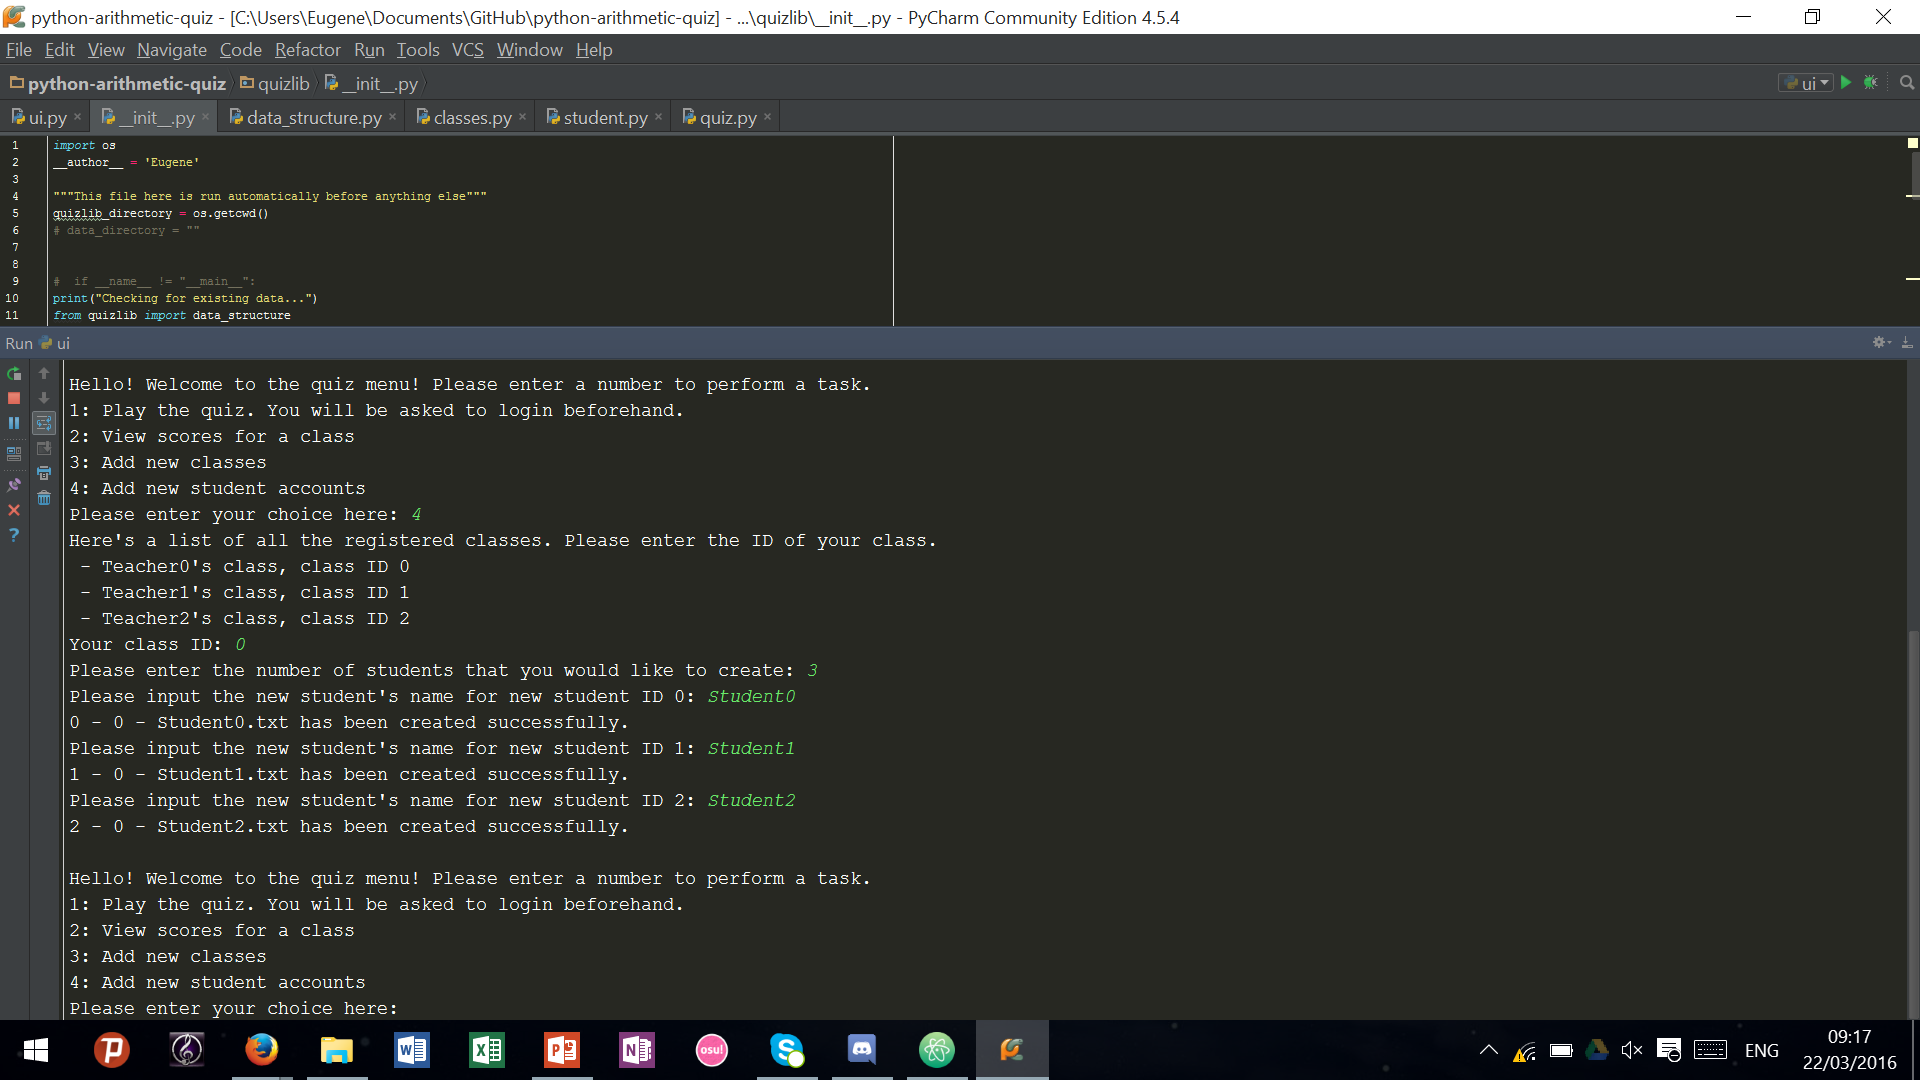 python-arithmetic-quiz - [C:\Users\Eugene\Documents\GitHub\python-arithmetic-quiz] - ...\quizlib\__init__.py - PyCharm Community Edition 4.5.4
File Edit View Navigate Code Refactor Run Tools VCS Window Help
python-arithmetic-quiz quizlib __init__.py ui
ui.py __init__.py data_structure.py classes.py student.py quiz.py
1 import os
2 __author__ = 'Eugene'
3
4 """This file here is run automatically before anything else"""
5 quizlib_directory = os.getcwd()
6 # data_directory = ""
7
8
9 #  if __name__ != "__main__":
10 print("Checking for existing data...")
11 from quizlib import data_structure
Run ui
Hello! Welcome to the quiz menu! Please enter a number to perform a task.
1: Play the quiz. You will be asked to login beforehand.
2: View scores for a class
3: Add new classes
4: Add new student accounts
Please enter your choice here: 4
Here's a list of all the registered classes. Please enter the ID of your class.
 - Teacher0's class, class ID 0
 - Teacher1's class, class ID 1
 - Teacher2's class, class ID 2
Your class ID: 0
Please enter the number of students that you would like to create: 3
Please input the new student's name for new student ID 0: Student0
0 - 0 - Student0.txt has been created successfully.
Please input the new student's name for new student ID 1: Student1
1 - 0 - Student1.txt has been created successfully.
Please input the new student's name for new student ID 2: Student2
2 - 0 - Student2.txt has been created successfully.
Hello! Welcome to the quiz menu! Please enter a number to perform a task.
1: Play the quiz. You will be asked to login beforehand.
2: View scores for a class
3: Add new classes
4: Add new student accounts
Please enter your choice here:
osu!
ENG
09:17
22/03/2016